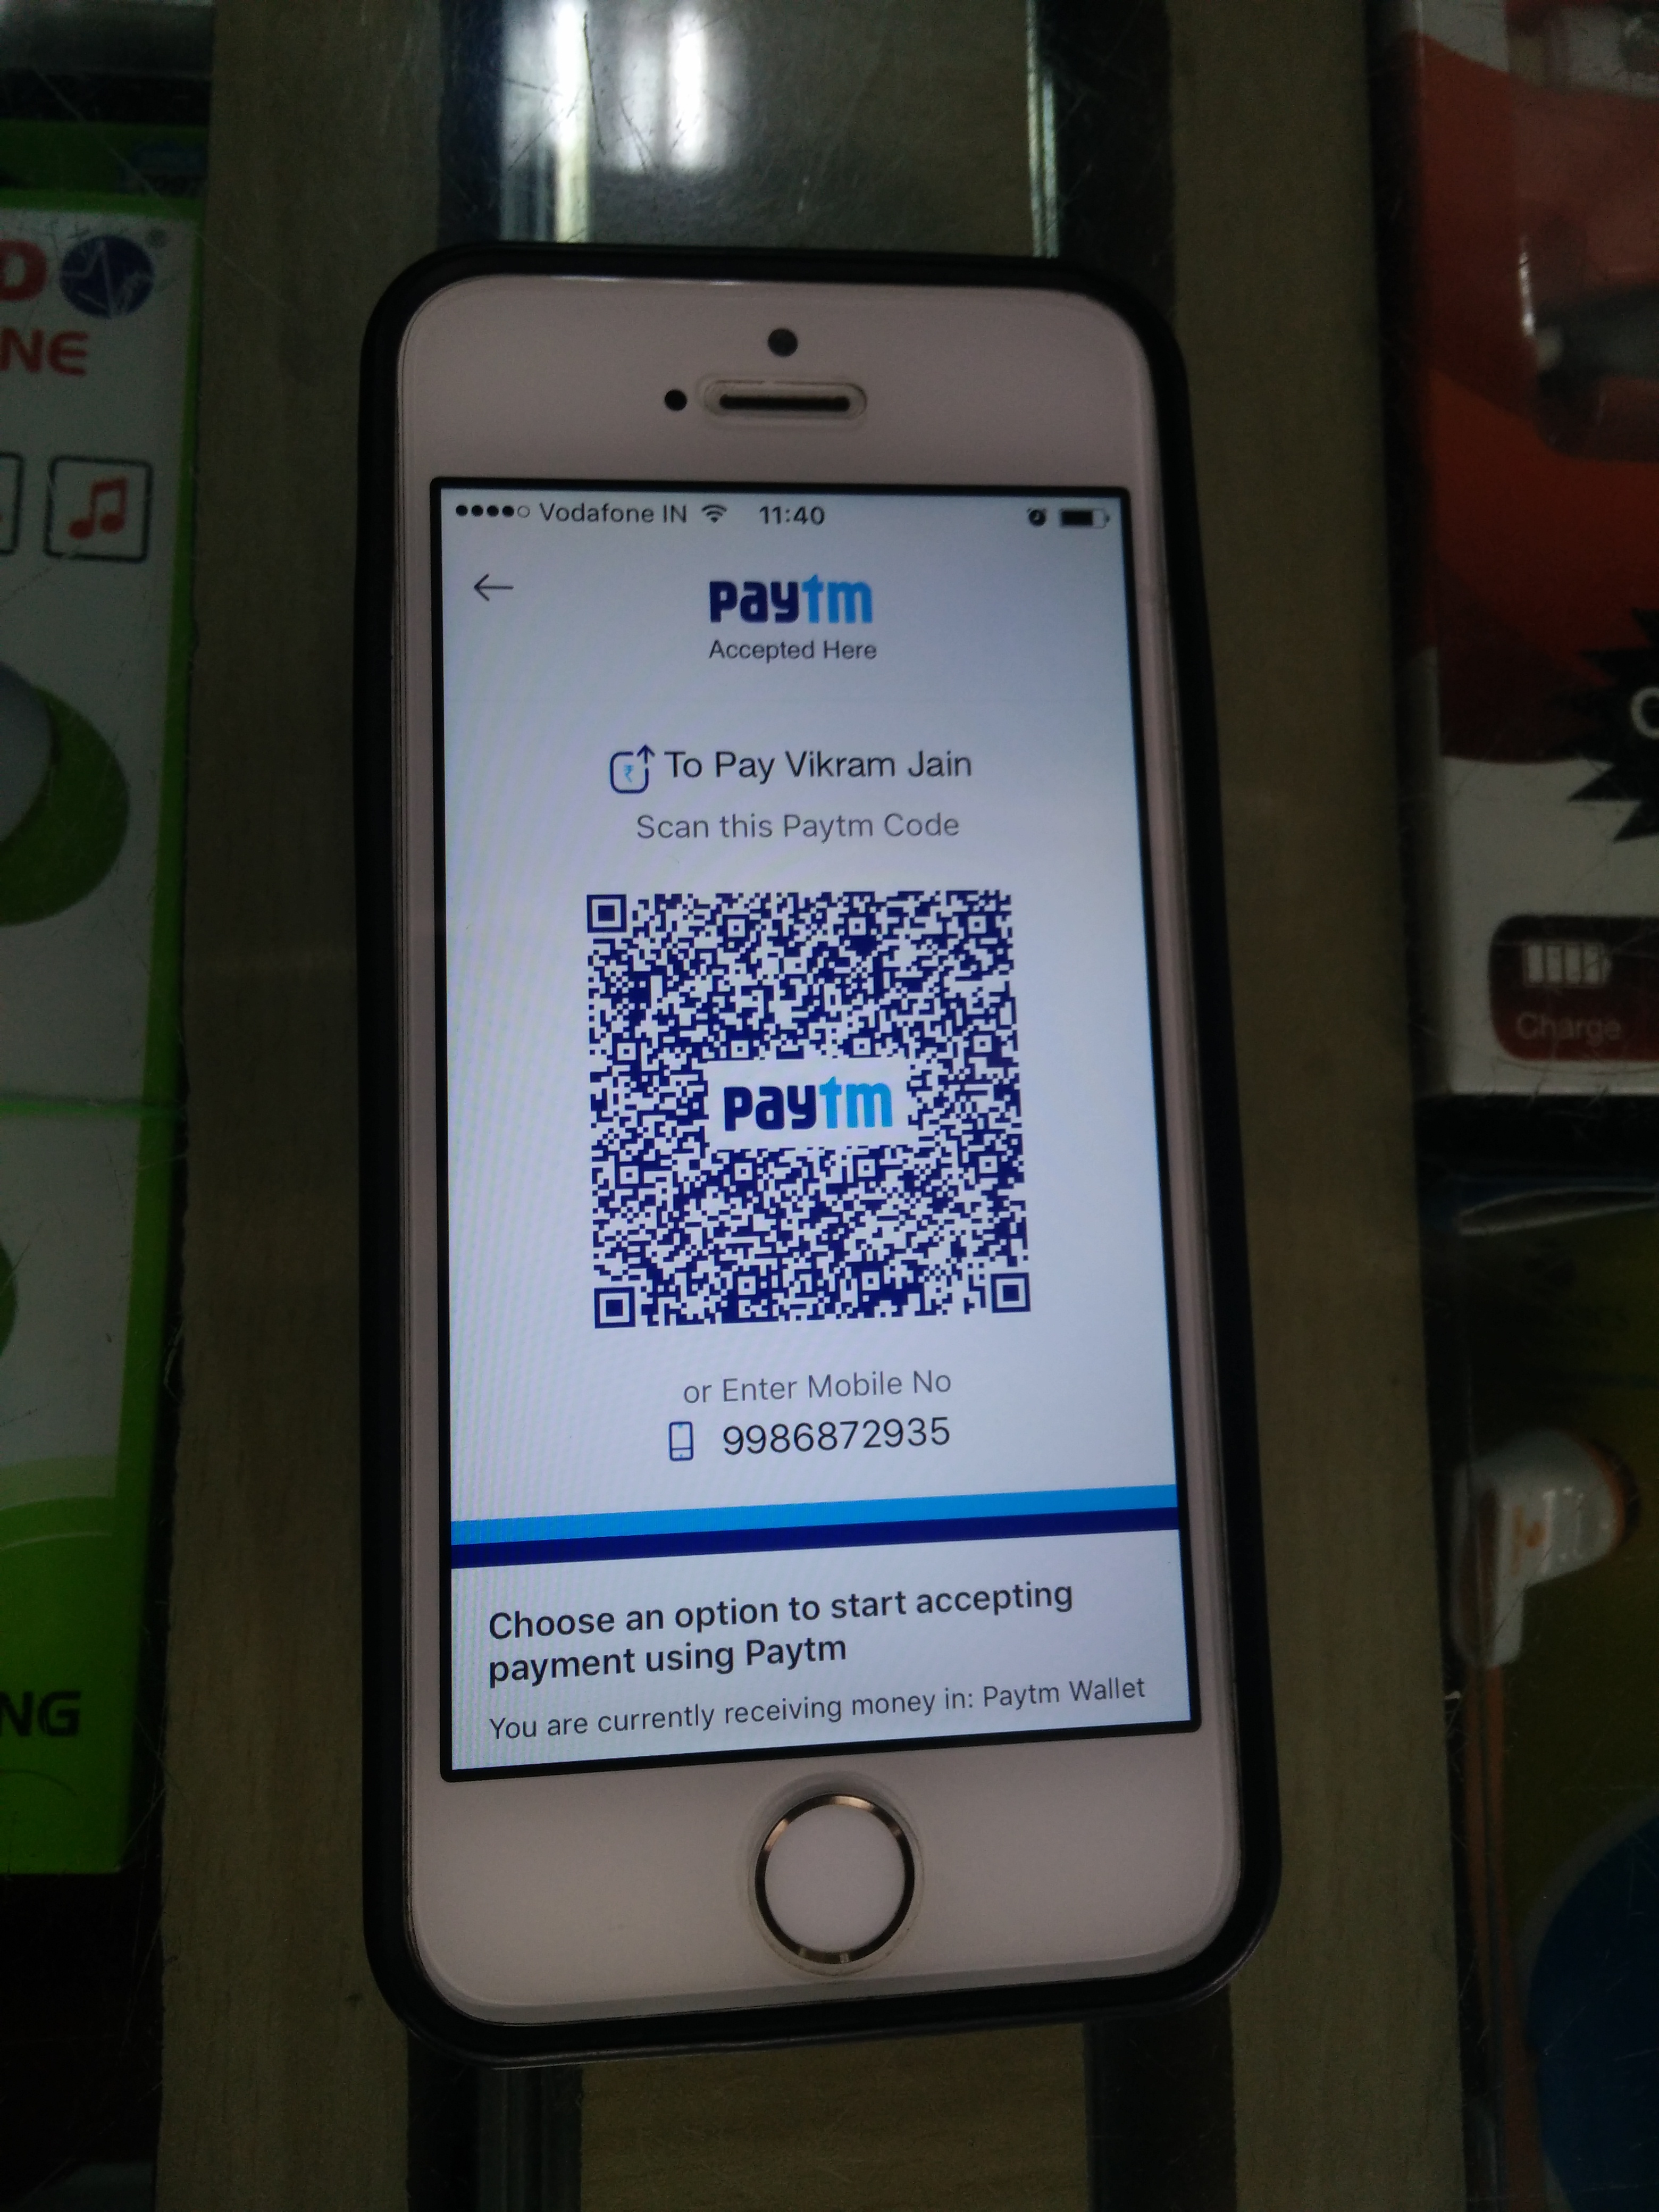 D
NE
Vodafone IN 11:40
paytm
Accepted Here
To Pay Vikram Jain
Scan this Paytm Code
paytm
or Enter Mobile No
9986872935
Choose an option to start accepting
payment using Paytm
You are currently receiving money in: Paytm Wallet
NG
Charge